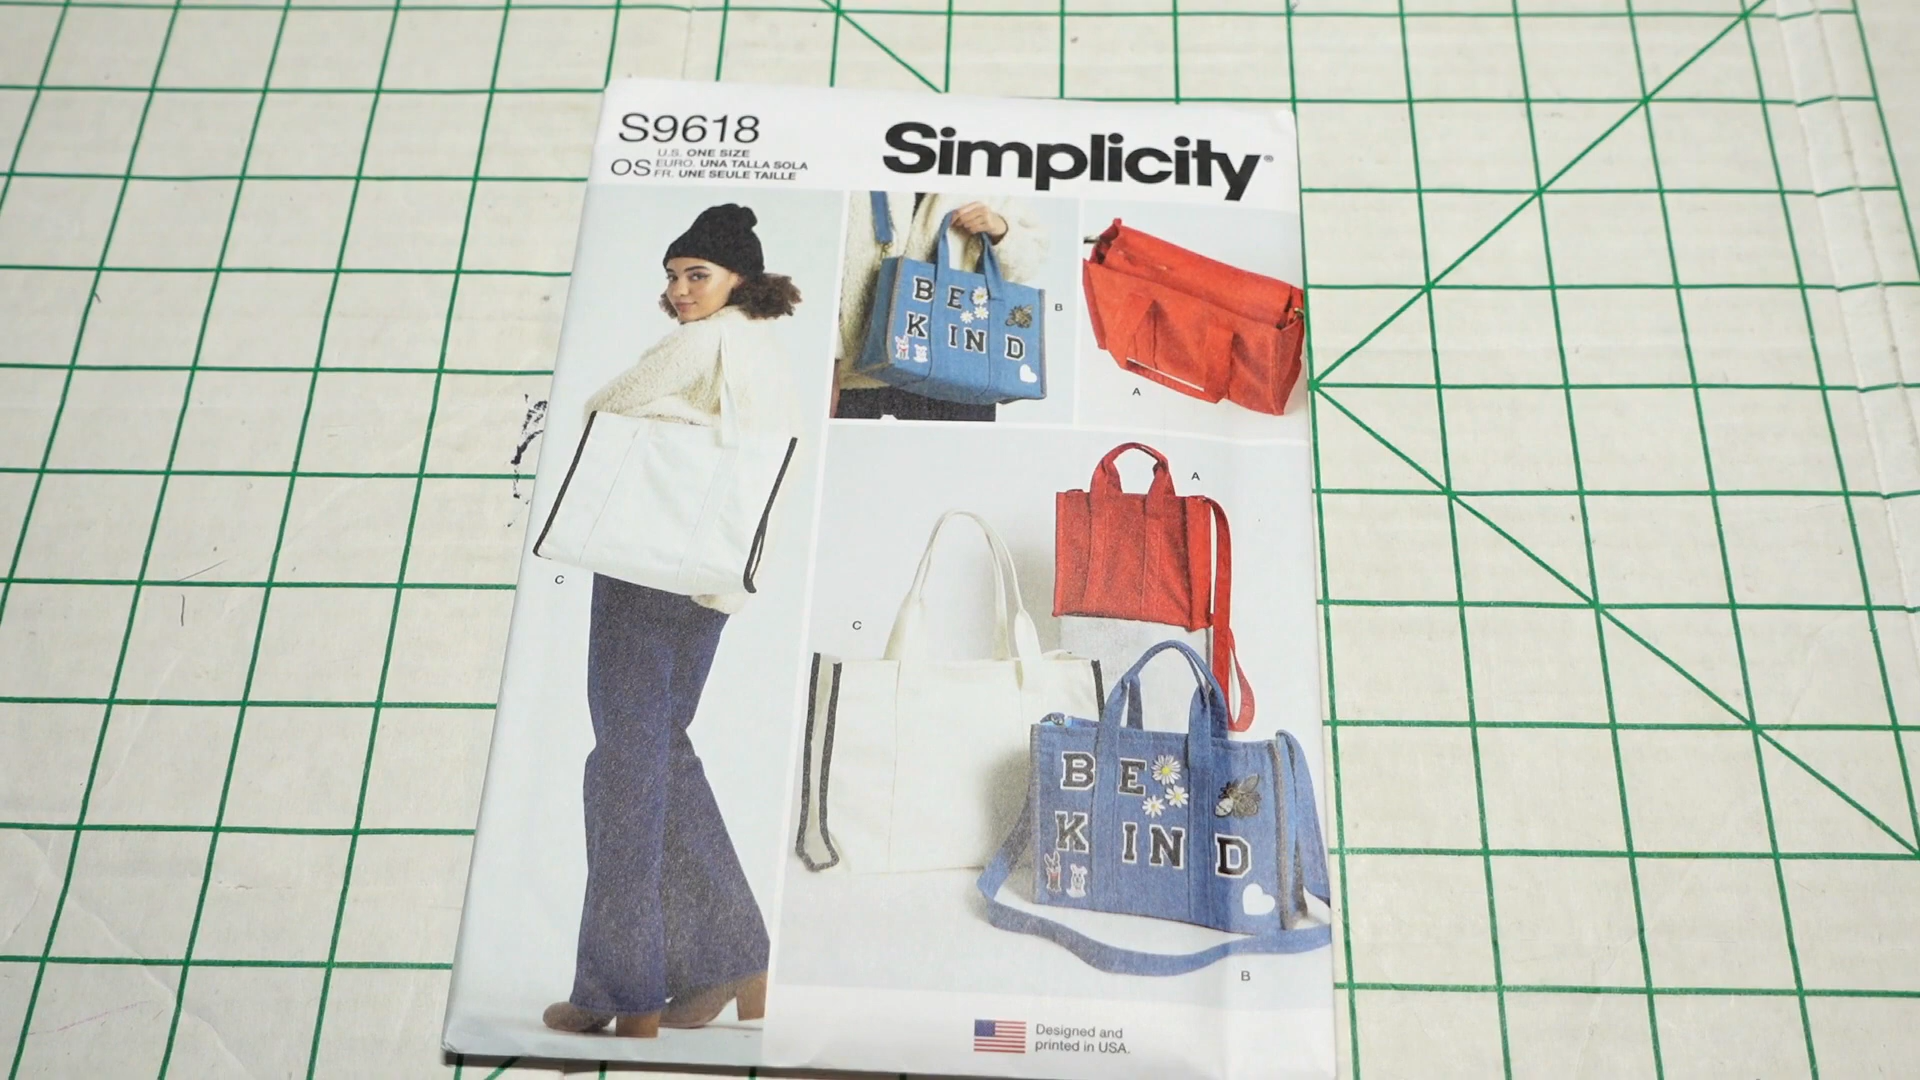 S9618
U.S. ONE SIZE
OS EURO. UNA TALLA SOLA
FR. UNE SEULE TAILLE
Simplicity®
BE
KIND
B
A
C
A
C
BE
KIND
B
Designed and
printed in USA.